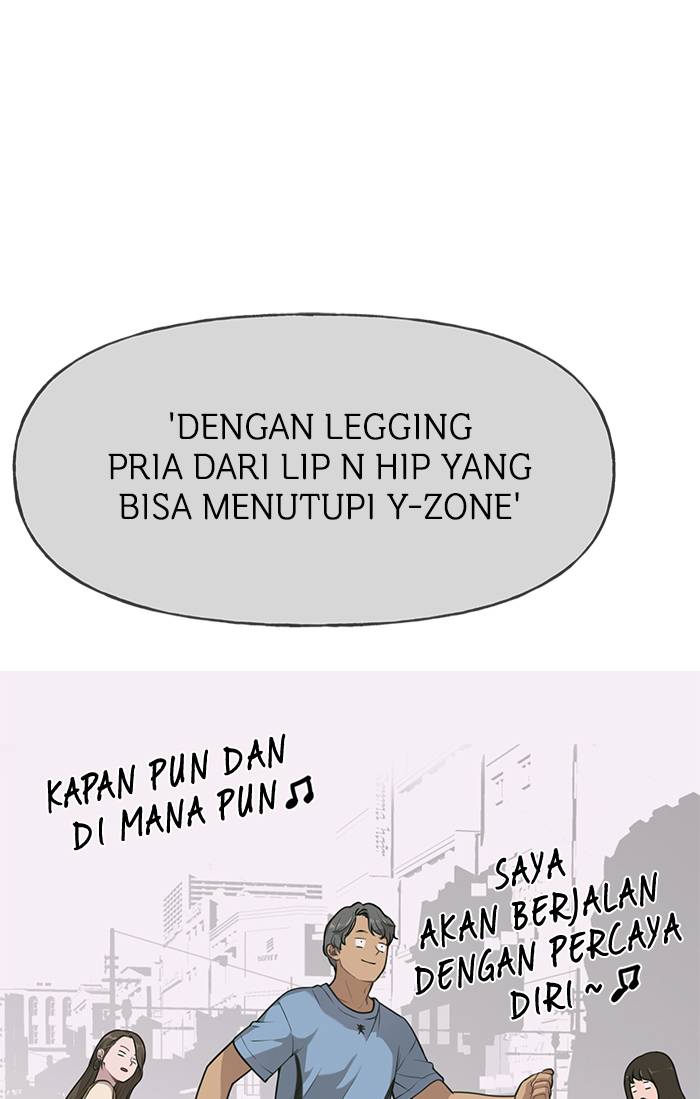 'DENGAN LEGGING
PRIA DARI LIP N HIP YANG
BISA MENUTUPI Y-ZONE'
KAPAN PUN DAN
DI MANA PUN♫
SAYA
AKAN BERJALAN
DENGAN PERCAYA
DIRI ~♫